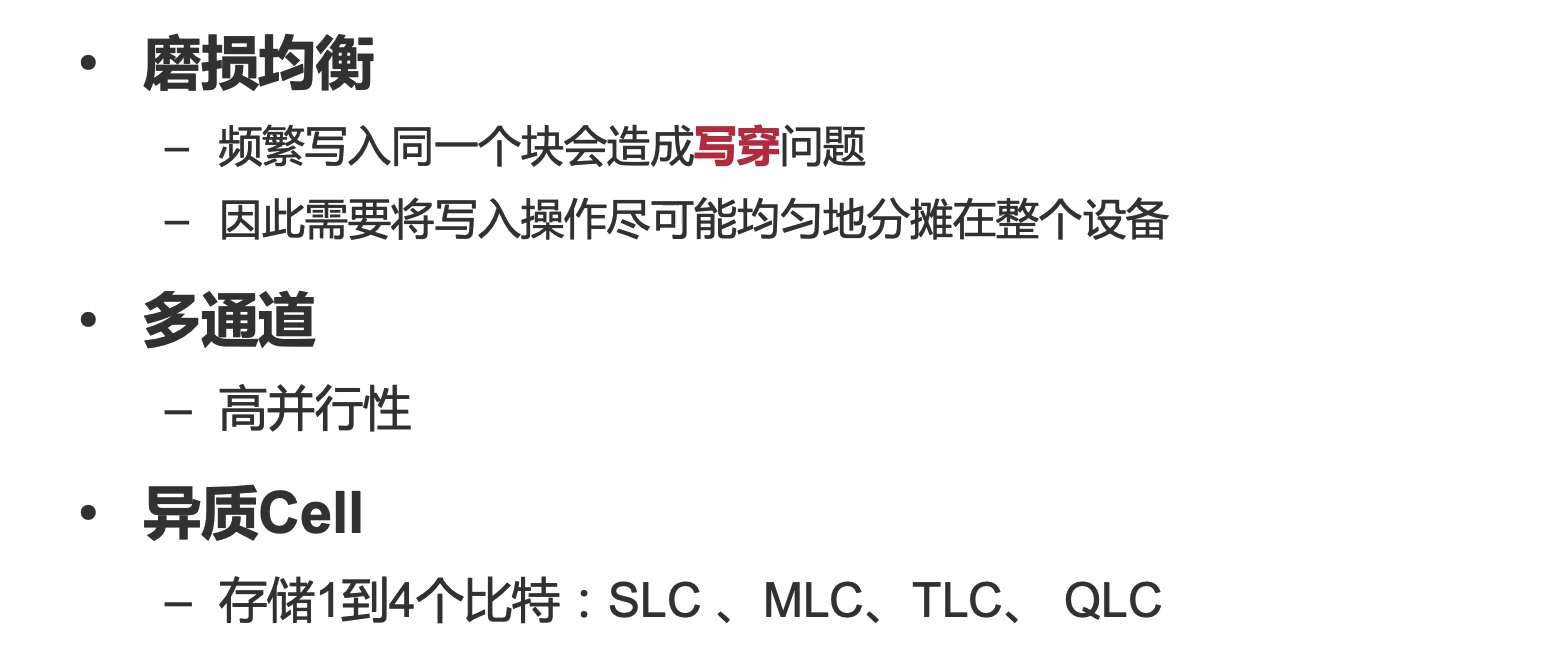 • 磨损均衡
– 频繁写入同一个块会造成写穿问题
– 因此需要将写入操作尽可能均匀地分摊在整个设备
• 多通道
– 高并行性
• 异质Cell
– 存储1到4个比特：SLC 、MLC、TLC、 QLC